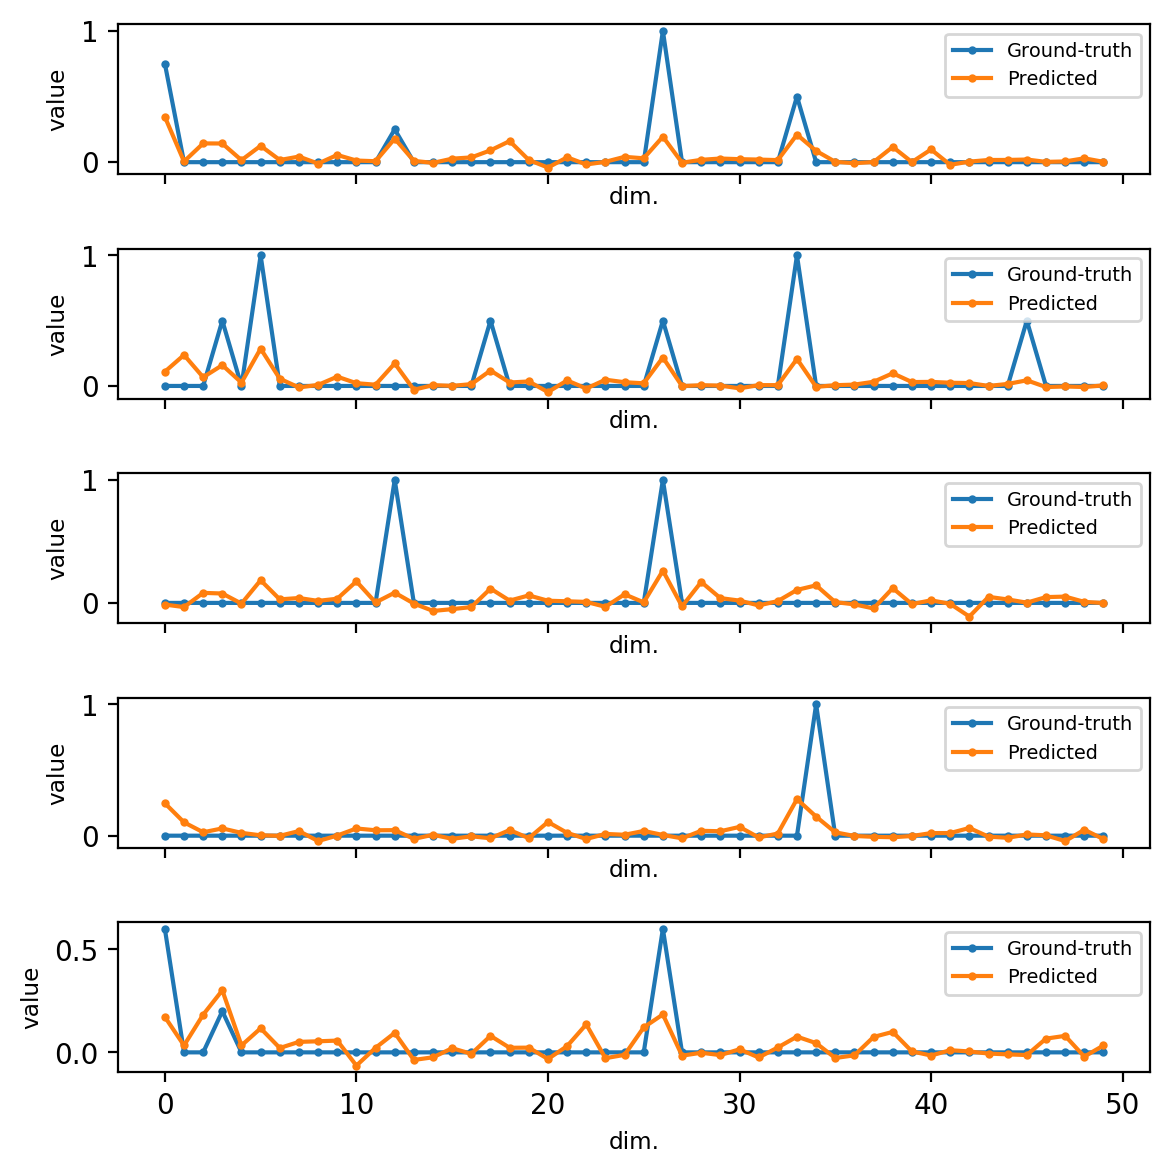 1
Ground-truth
Predicted
value
0
dim.
1
Ground-truth
Predicted
value
0
dim.
1
Ground-truth
Predicted
value
0
dim.
1
Ground-truth
Predicted
value
0
dim.
Ground-truth
0.5
Predicted
value
0.0
0 10 20 30 40 50
dim.